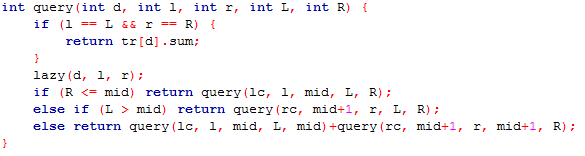 int query(int d, int l, int r, int L, int R) {
    if (l == L && r == R) {
        return tr[d].sum;
    }
    lazy(d, l, r);
    if (R <= mid) return query(lc, l, mid, L, R);
    else if (L > mid) return query(rc, mid+1, r, L, R);
    else return query(lc, l, mid, L, mid)+query(rc, mid+1, r, mid+1, R);
}